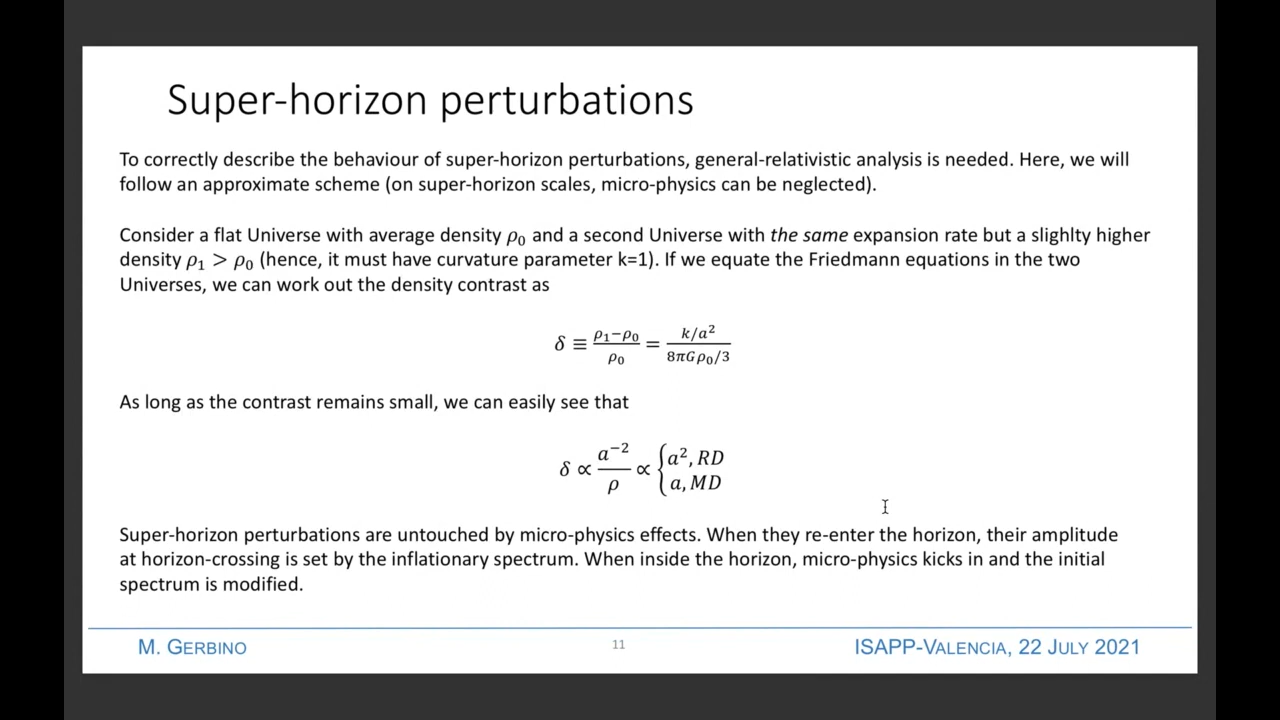 Super-horizon perturbations
To correctly describe the behaviour of super-horizon perturbations, general-relativistic analysis is needed. Here, we will
follow an approximate scheme (on super-horizon scales, micro-physics can be neglected).
Consider a flat Universe with average density ρ₀ and a second Universe with the same expansion rate but a slighlty higher
density ρ₁ > ρ₀ (hence, it must have curvature parameter k=1). If we equate the Friedmann equations in the two
Universes, we can work out the density contrast as
δ ≡ (ρ₁−ρ₀)/ρ₀ = (k/a²)/(8πGρ₀/3)
As long as the contrast remains small, we can easily see that
δ ∝ a⁻²/ρ ∝ { a², RD
a, MD
Super-horizon perturbations are untouched by micro-physics effects. When they re-enter the horizon, their amplitude
at horizon-crossing is set by the inflationary spectrum. When inside the horizon, micro-physics kicks in and the initial
spectrum is modified.
M. GERBINO
11
ISAPP-VALENCIA, 22 JULY 2021